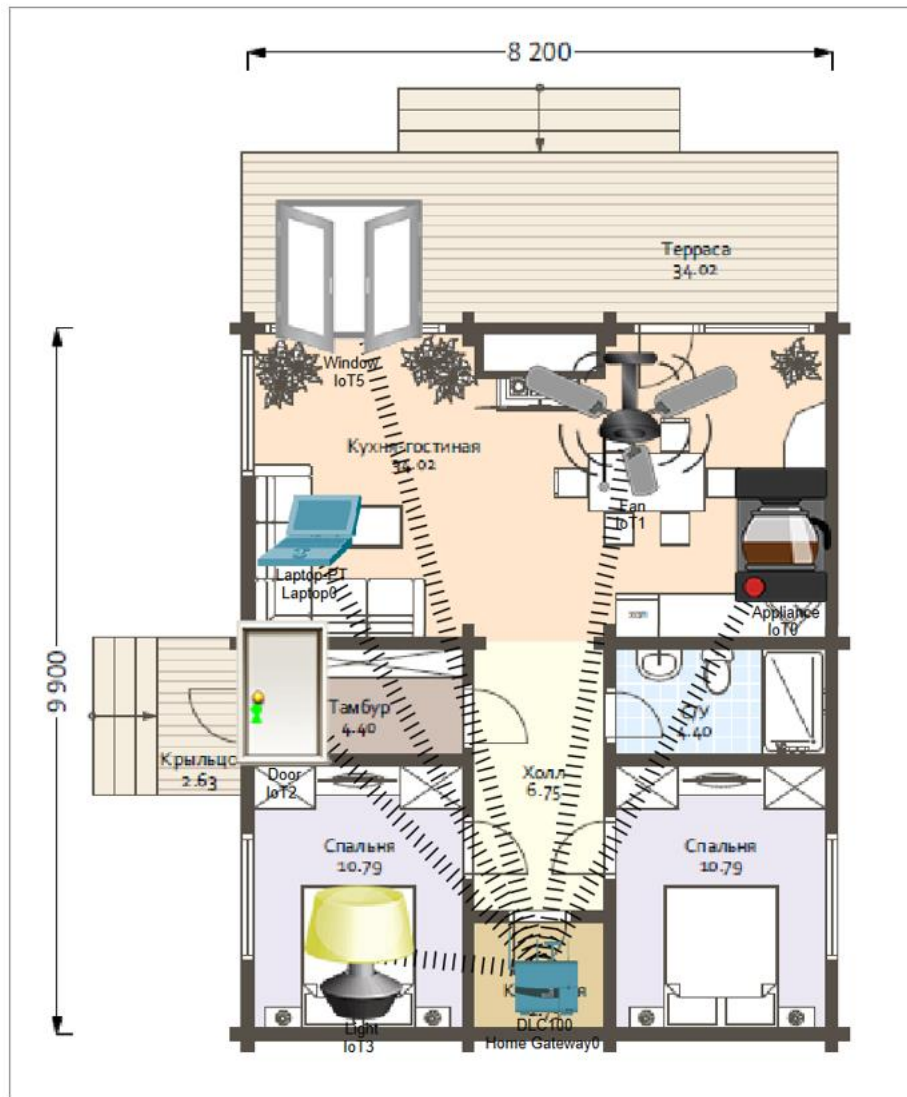 8 200
Терраса
34.02
Window
IoT5
Кухня-гостиная
34.02
Fan
IoT1
Laptop-PT
Laptop0
Appliance
IoT0
9 900
Тамбур
4.40
4.40
Крыльцо
2.63
Door
IoT2
Холл
6.75
Спальня
10.79
Спальня
10.79
Light
IoT3
DLC100
Home Gateway0